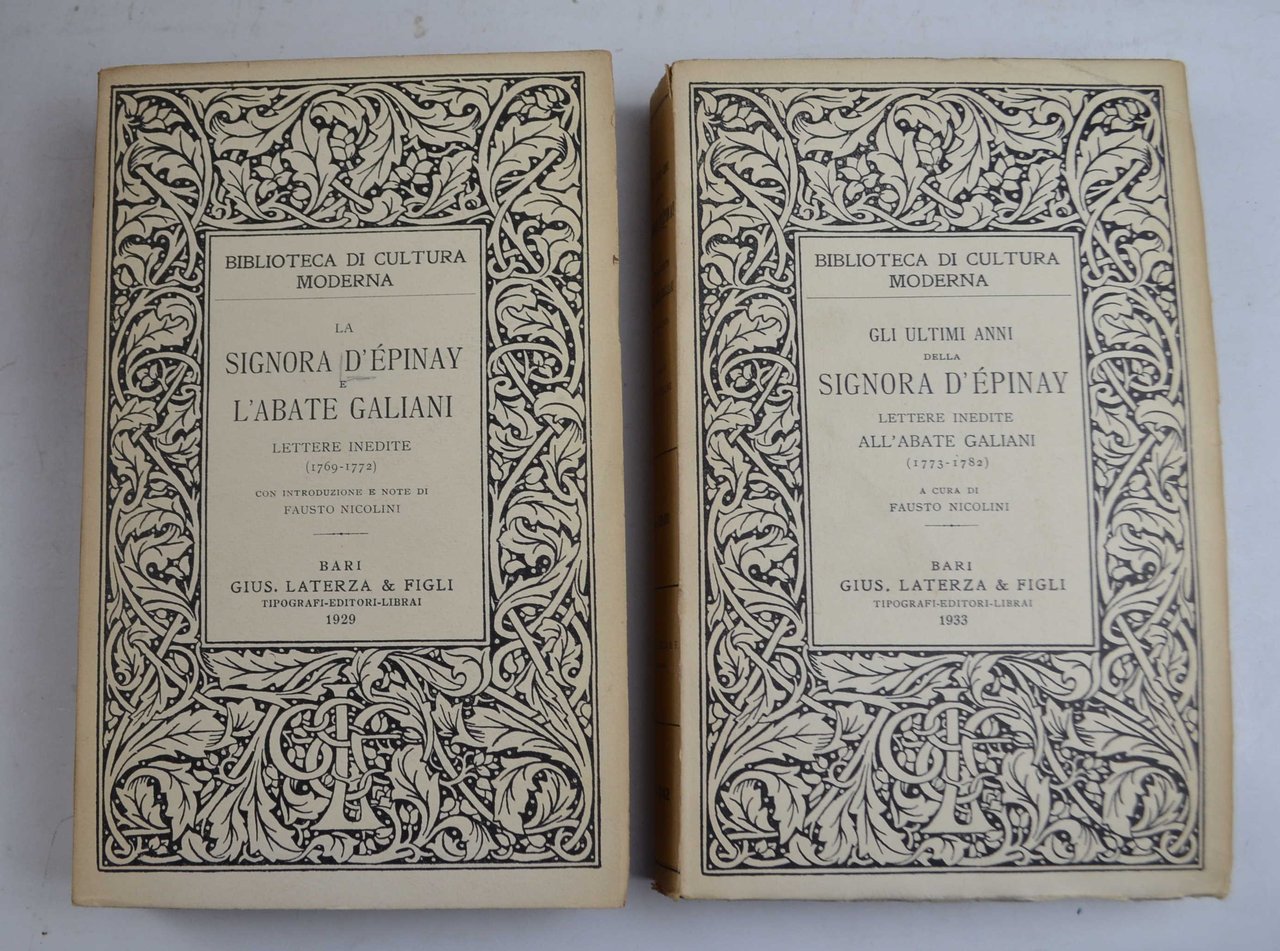 BIBLIOTECA DI CULTURA
MODERNA
LA
SIGNORA D'ÉPINAY
E
L'ABATE GALIANI
LETTERE INEDITE
(1769-1772)
CON INTRODUZIONE E NOTE DI
FAUSTO NICOLINI
BARI
GIUS. LATERZA & FIGLI
TIPOGRAFI-EDITORI-LIBRAI
1929
BIBLIOTECA DI CULTURA
MODERNA
GLI ULTIMI ANNI
DELLA
SIGNORA D'ÉPINAY
LETTERE INEDITE
ALL'ABATE GALIANI
(1773-1782)
A CURA DI
FAUSTO NICOLINI
BARI
GIUS. LATERZA & FIGLI
TIPOGRAFI-EDITORI-LIBRAI
1933